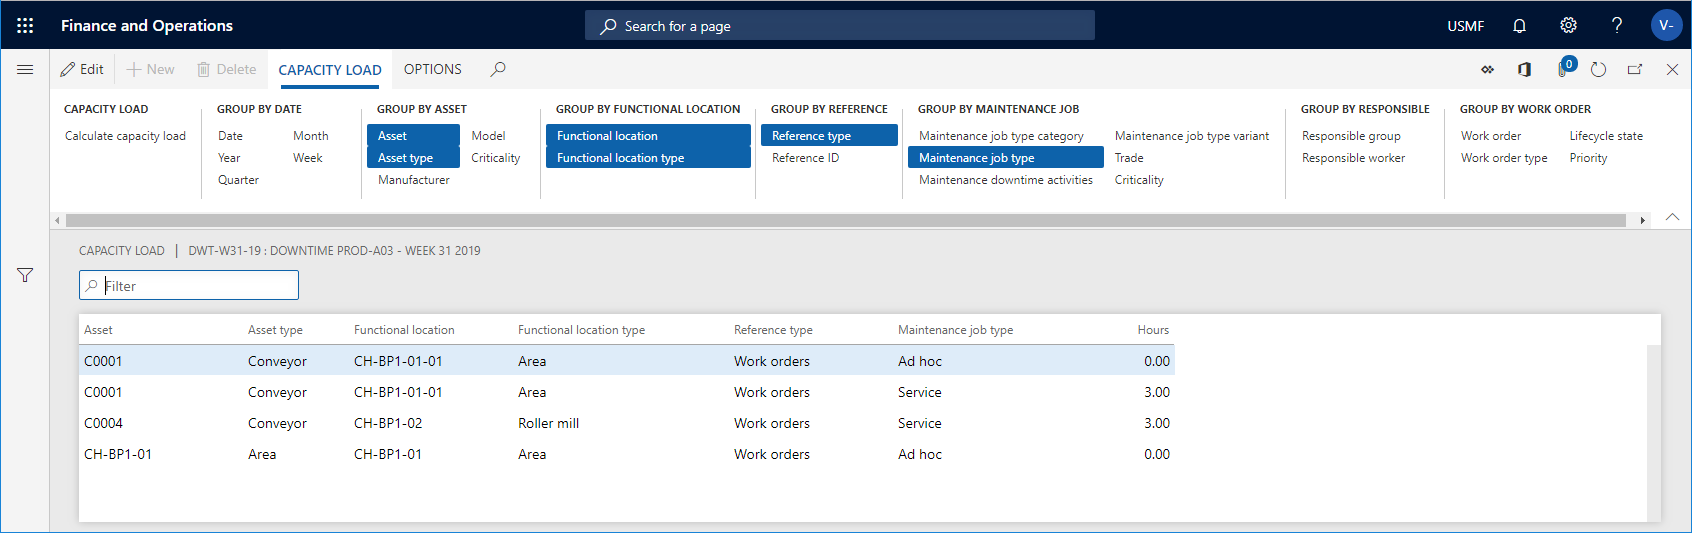 Finance and Operations
Search for a page
USMF
V-
Edit
New
Delete
CAPACITY LOAD
OPTIONS
0
CAPACITY LOAD
Calculate capacity load
GROUP BY DATE
Date Month
Year Week
Quarter
GROUP BY ASSET
Asset Model
Asset type Criticality
Manufacturer
GROUP BY FUNCTIONAL LOCATION
Functional location
Functional location type
GROUP BY REFERENCE
Reference type
Reference ID
GROUP BY MAINTENANCE JOB
Maintenance job type category Maintenance job type variant
Maintenance job type Trade
Maintenance downtime activities Criticality
GROUP BY RESPONSIBLE
Responsible group
Responsible worker
GROUP BY WORK ORDER
Work order Lifecycle state
Work order type Priority
CAPACITY LOAD | DWT-W31-19 : DOWNTIME PROD-A03 - WEEK 31 2019
Filter
Asset Asset type Functional location Functional location type Reference type Maintenance job type Hours
C0001 Conveyor CH-BP1-01-01 Area Work orders Ad hoc 0.00
C0001 Conveyor CH-BP1-01-01 Area Work orders Service 3.00
C0004 Conveyor CH-BP1-02 Roller mill Work orders Service 3.00
CH-BP1-01 Area CH-BP1-01 Area Work orders Ad hoc 0.00